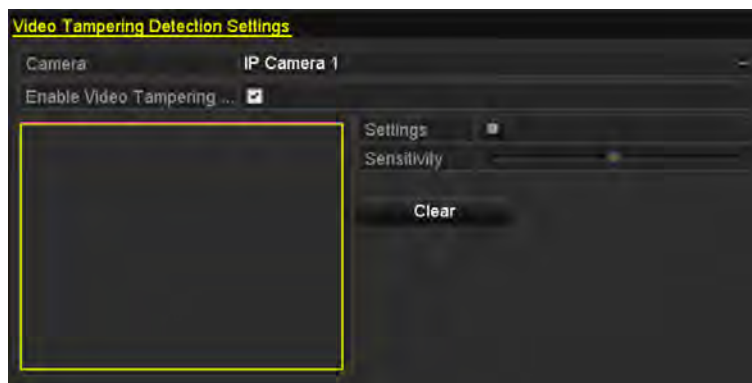 Video Tampering Detection Settings
Camera IP Camera 1
Enable Video Tampering ...
Settings
Sensitivity
Clear